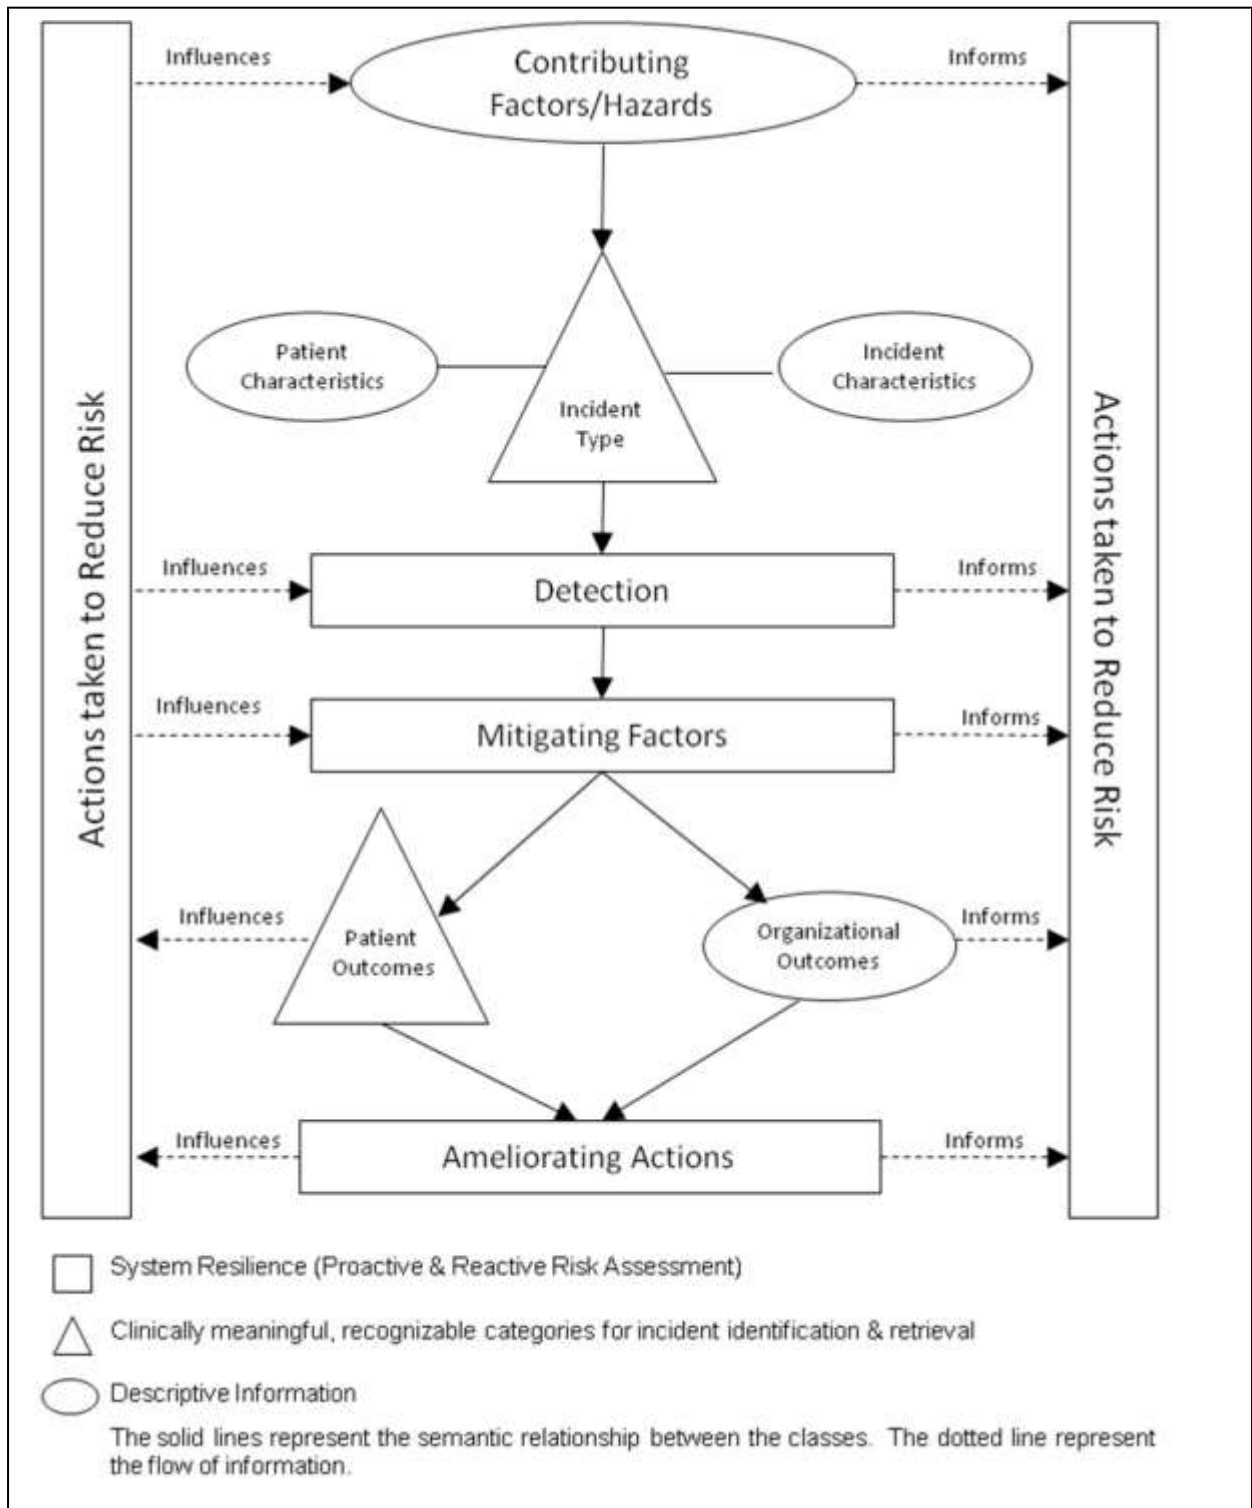 Influences
Contributing
Factors/Hazards
Informs
Patient
Characteristics
Incident
Characteristics
Incident
Type
Actions taken to Reduce Risk
Actions taken to Reduce Risk
Influences
Detection
Informs
Influences
Mitigating Factors
Informs
Influences
Patient
Outcomes
Organizational
Outcomes
Informs
Influences
Ameliorating Actions
Informs
System Resilience (Proactive & Reactive Risk Assessment)
Clinically meaningful, recognizable categories for incident identification & retrieval
Descriptive Information
The solid lines represent the semantic relationship between the classes. The dotted line represent
the flow of information.